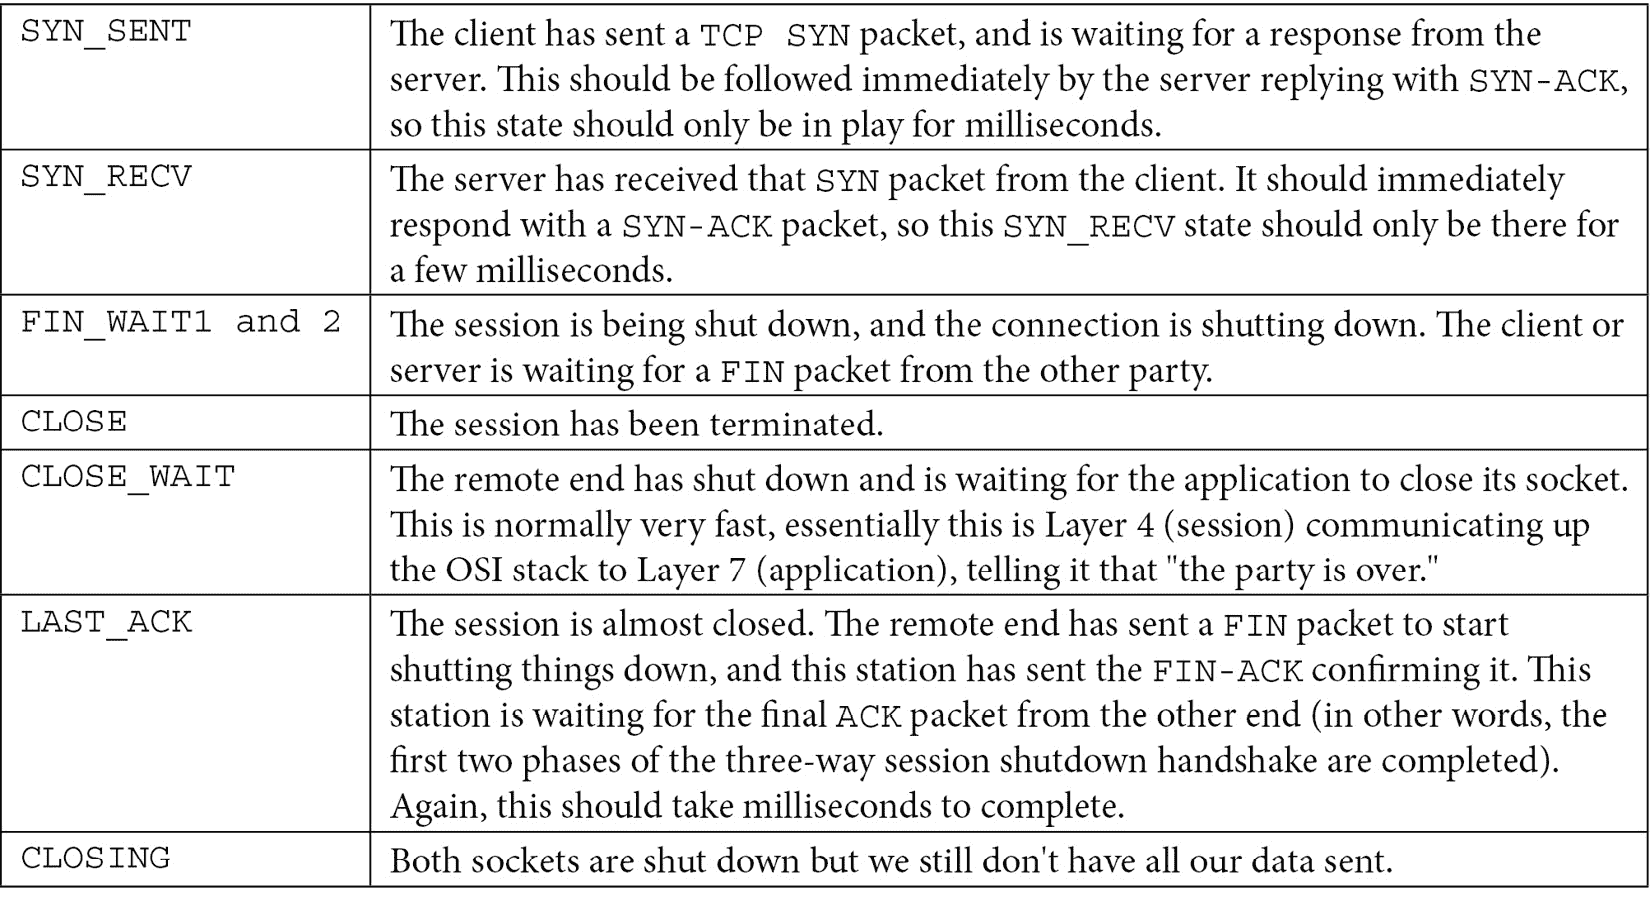 SYN_SENT
The client has sent a TCP SYN packet, and is waiting for a response from the
server. This should be followed immediately by the server replying with SYN-ACK,
so this state should only be in play for milliseconds.
SYN_RECV
The server has received that SYN packet from the client. It should immediately
respond with a SYN-ACK packet, so this SYN_RECV state should only be there for
a few milliseconds.
FIN_WAIT1 and 2
The session is being shut down, and the connection is shutting down. The client or
server is waiting for a FIN packet from the other party.
CLOSE
The session has been terminated.
CLOSE_WAIT
The remote end has shut down and is waiting for the application to close its socket.
This is normally very fast, essentially this is Layer 4 (session) communicating up
the OSI stack to Layer 7 (application), telling it that "the party is over."
LAST_ACK
The session is almost closed. The remote end has sent a FIN packet to start
shutting things down, and this station has sent the FIN-ACK confirming it. This
station is waiting for the final ACK packet from the other end (in other words, the
first two phases of the three-way session shutdown handshake are completed).
Again, this should take milliseconds to complete.
CLOSING
Both sockets are shut down but we still don't have all our data sent.